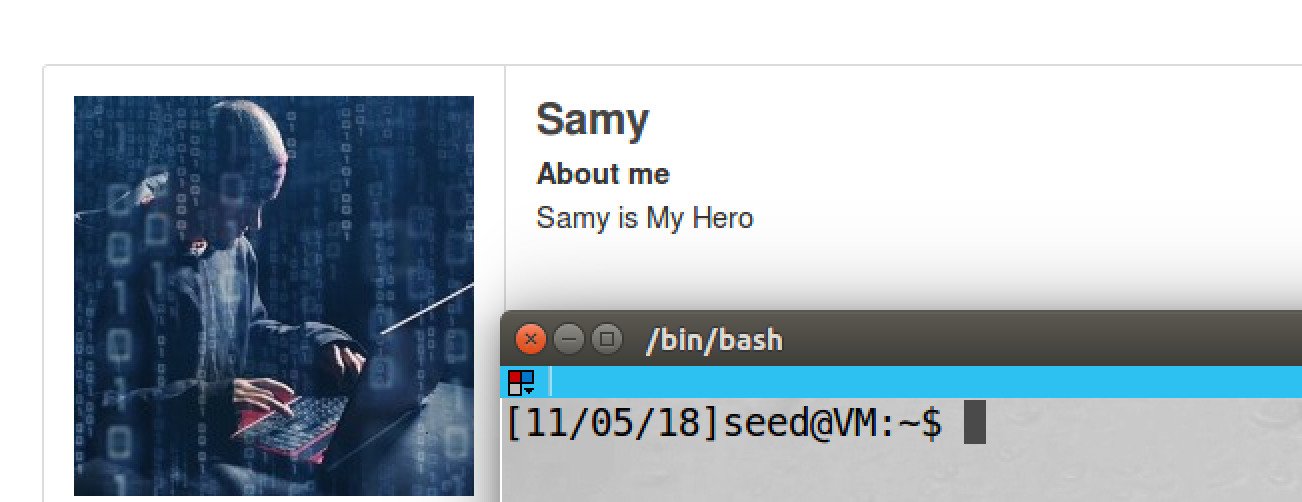 Samy
About me
Samy is My Hero
/bin/bash
[11/05/18]seed@VM:~$